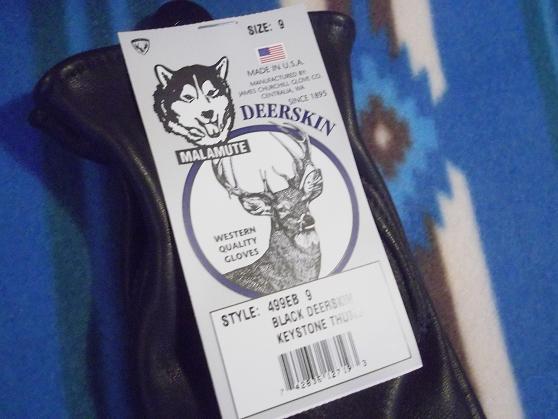 SIZE: 9
MADE IN U.S.A.
MANUFACTURED BY
JAMES CHURCHILL GLOVE CO.
CENTRALIA, WA
SINCE 1895
DEERSKIN
MALAMUTE
WESTERN
QUALITY
GLOVES
STYLE: 499EB 9
BLACK DEERSKIN
KEYSTONE